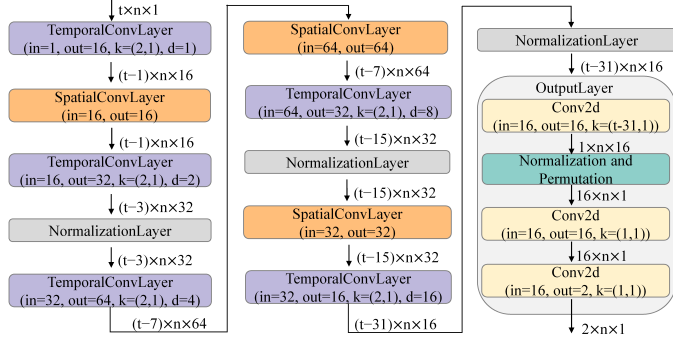 t×n×1
TemporalConvLayer
(in=1, out=16, k=(2,1), d=1)
(t−1)×n×16
SpatialConvLayer
(in=16, out=16)
(t−1)×n×16
TemporalConvLayer
(in=16, out=32, k=(2,1), d=2)
(t−3)×n×32
NormalizationLayer
(t−3)×n×32
TemporalConvLayer
(in=32, out=64, k=(2,1), d=4)
(t−7)×n×64
SpatialConvLayer
(in=64, out=64)
(t−7)×n×64
TemporalConvLayer
(in=64, out=32, k=(2,1), d=8)
(t−15)×n×32
NormalizationLayer
(t−15)×n×32
SpatialConvLayer
(in=32, out=32)
(t−15)×n×32
TemporalConvLayer
(in=32, out=16, k=(2,1), d=16)
(t−31)×n×16
NormalizationLayer
(t−31)×n×16
OutputLayer
Conv2d
(in=16, out=16, k=(t-31,1))
1×n×16
Normalization and
Permutation
16×n×1
Conv2d
(in=16, out=16, k=(1,1))
16×n×1
Conv2d
(in=16, out=2, k=(1,1))
2×n×1